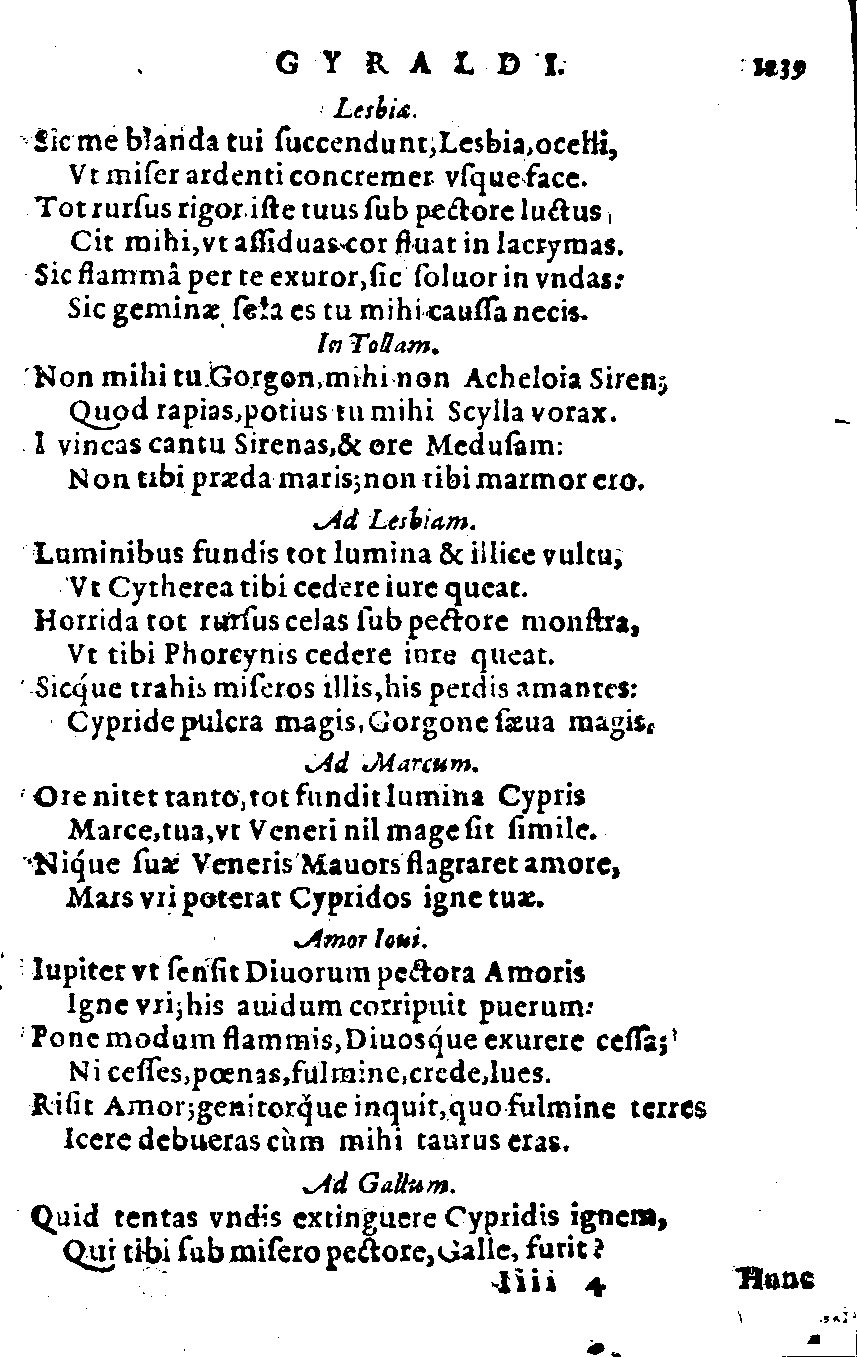 GYRALDI. 1239
Lesbiæ.
Sic me blanda tui ſuccendunt, Lesbia, ocelli,
Vt miſer ardenti concremer vſque face.
Tot rurſus rigor iſte tuus ſub pectore luctus
Cit mihi, vt aſſiduas cor fluat in lacrymas.
Sic flammâ per te exuror, ſic ſoluor in vndas:
Sic geminæ ſola es tu mihi cauſſa necis.
In Tollam.
Non mihi tu Gorgon, mihi non Acheloia Siren;
Quod rapias, potius tu mihi Scylla vorax.
I vincas cantu Sirenas, & ore Meduſam:
Non tibi præda maris; non tibi marmor ero.
Ad Lesbiam.
Luminibus fundis tot lumina & illice vultu,
Vt Cytherea tibi cedere iure queat.
Horrida tot rurſus celas ſub pectore monſtra,
Vt tibi Phorcynis cedere iure queat.
Sicq́ue trahis miſeros illis, his perdis amantes:
Cypride pulcra magis, Gorgone ſæua magis.
Ad Marcum.
Ore nitet tanto, tot fundit lumina Cypris
Marce, tua, vt Veneri nil mage ſit ſimile.
Niq́ue ſuæ Veneris Mauors flagraret amore,
Mars vri poterat Cypridos igne tuæ.
Amor Ioui.
Iupiter vt ſenſit Diuorum pectora Amoris
Igne vri; his auidum corripuit puerum:
Pone modum flammis, Diuosq́ue exurere ceſſa;
Ni ceſſes, pœnas, fulmine, crede, lues.
Riſit Amor; genitorq́ue inquit, quo fulmine terres
Icere debueras cùm mihi taurus eras.
Ad Gallum.
Quid tentas vndis extinguere Cypridis ignem,
Qui tibi ſub miſero pectore, Galle, furit?
Iiii 4 Hunc